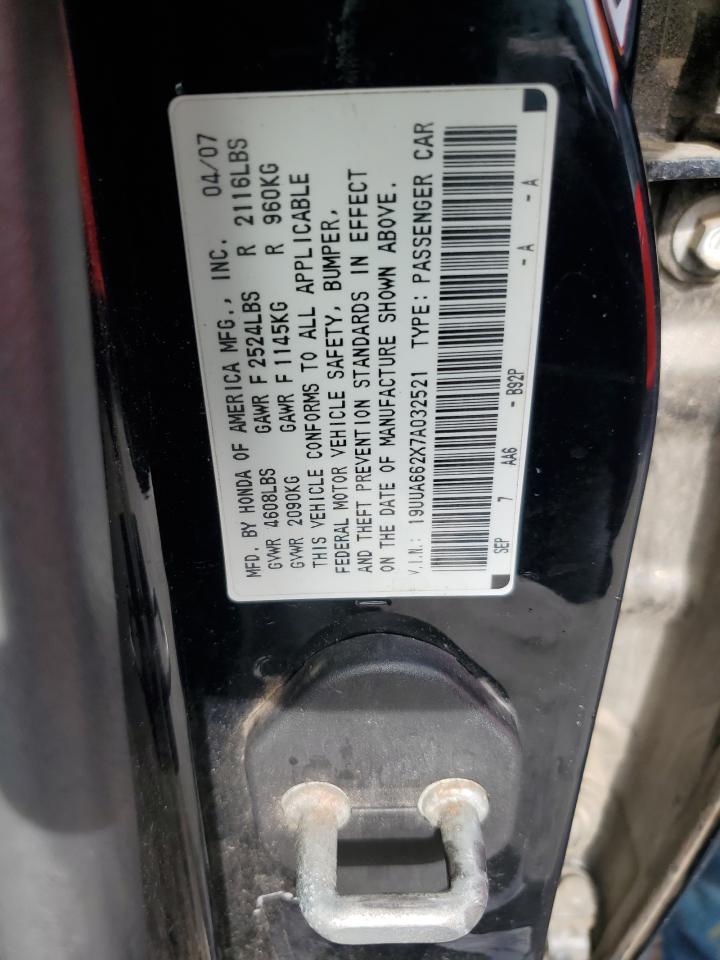 MFD. BY HONDA OF AMERICA MFG., INC. 04/07
GVWR 4608LBS GAWR F 2524LBS R 2116LBS
GVWR 2090KG GAWR F 1145KG R 960KG
THIS VEHICLE CONFORMS TO ALL APPLICABLE
FEDERAL MOTOR VEHICLE SAFETY, BUMPER,
AND THEFT PREVENTION STANDARDS IN EFFECT
ON THE DATE OF MANUFACTURE SHOWN ABOVE.
V.I.N.: 19UUA662X7A032521 TYPE: PASSENGER CAR
SEP 7 AA6 - B92P - A - A